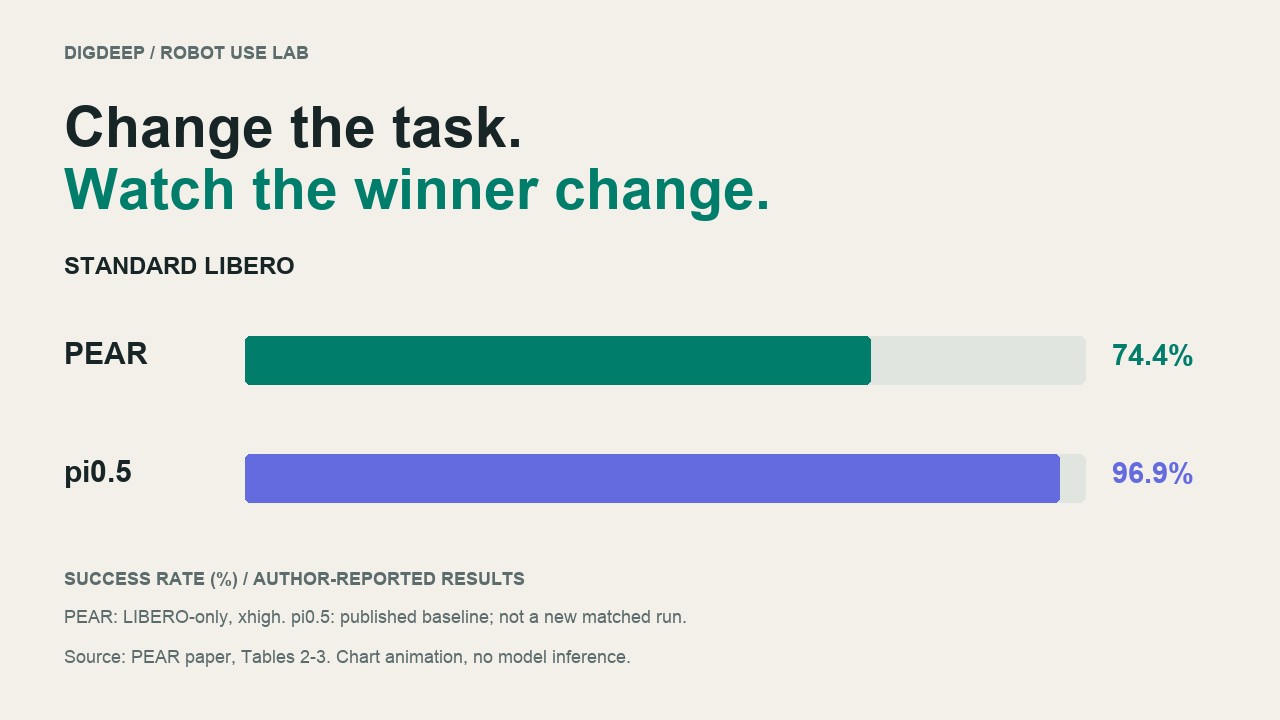 DIGDEEP / ROBOT USE LAB
Change the task.
Watch the winner change.
STANDARD LIBERO
PEAR
74.4%
pi0.5
96.9%
SUCCESS RATE (%) / AUTHOR-REPORTED RESULTS
PEAR: LIBERO-only, xhigh. pi0.5: published baseline; not a new matched run.
Source: PEAR paper, Tables 2-3. Chart animation, no model inference.